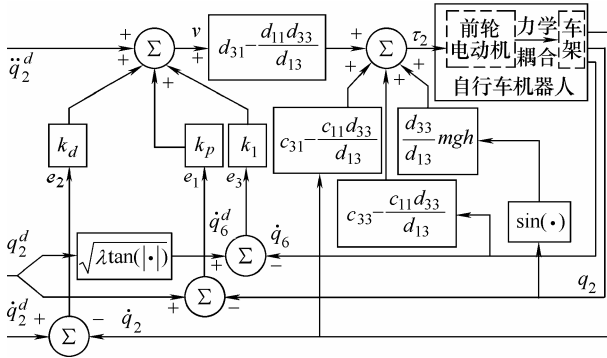 q̈₂ᵈ
+
+
Σ
+
+
v
d₃₁ − d₁₁d₃₃/d₁₃
+
+
Σ
+
+
τ₂
前轮 力学 车
电动机 耦合 架
自行车机器人
k_d
k_p
k₁
e₂
e₁
e₃
c₃₁ − c₁₁d₃₃/d₁₃
d₃₃/d₁₃ mgh
c₃₃ − c₁₁d₃₃/d₁₃
sin(·)
q₂ᵈ
√λtan(|·|)
q̇₆ᵈ
+
Σ
−
q̇₆
+
Σ
−
q₂
q̇₂ᵈ
+
Σ
−
q̇₂